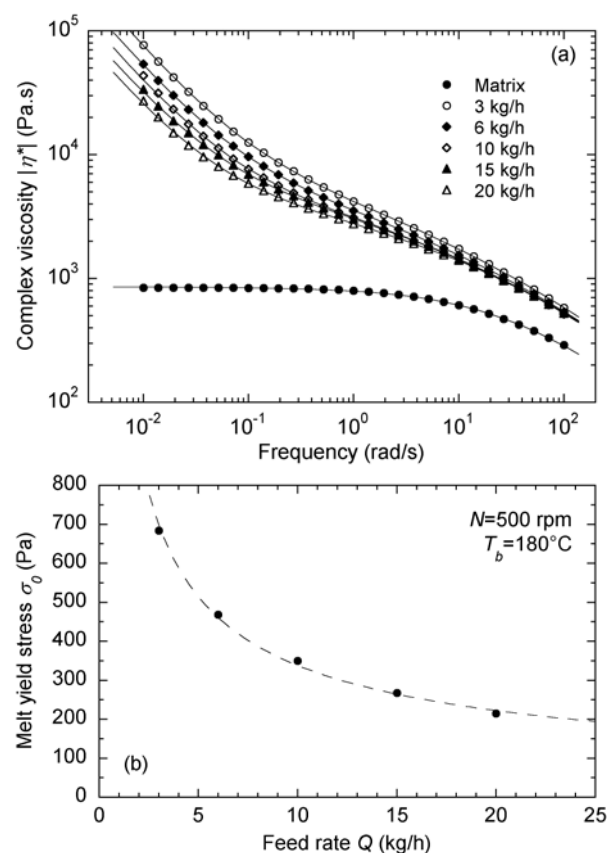 (a)
10^5
10^4
10^3
10^2
Complex viscosity |η*| (Pa.s)
Matrix
3 kg/h
6 kg/h
10 kg/h
15 kg/h
20 kg/h
10^-2 10^-1 10^0 10^1 10^2
Frequency (rad/s)
800
700
600
500
400
300
200
100
0
Melt yield stress σ_0 (Pa)
N=500 rpm
T_b=180°C
(b)
0 5 10 15 20 25
Feed rate Q (kg/h)